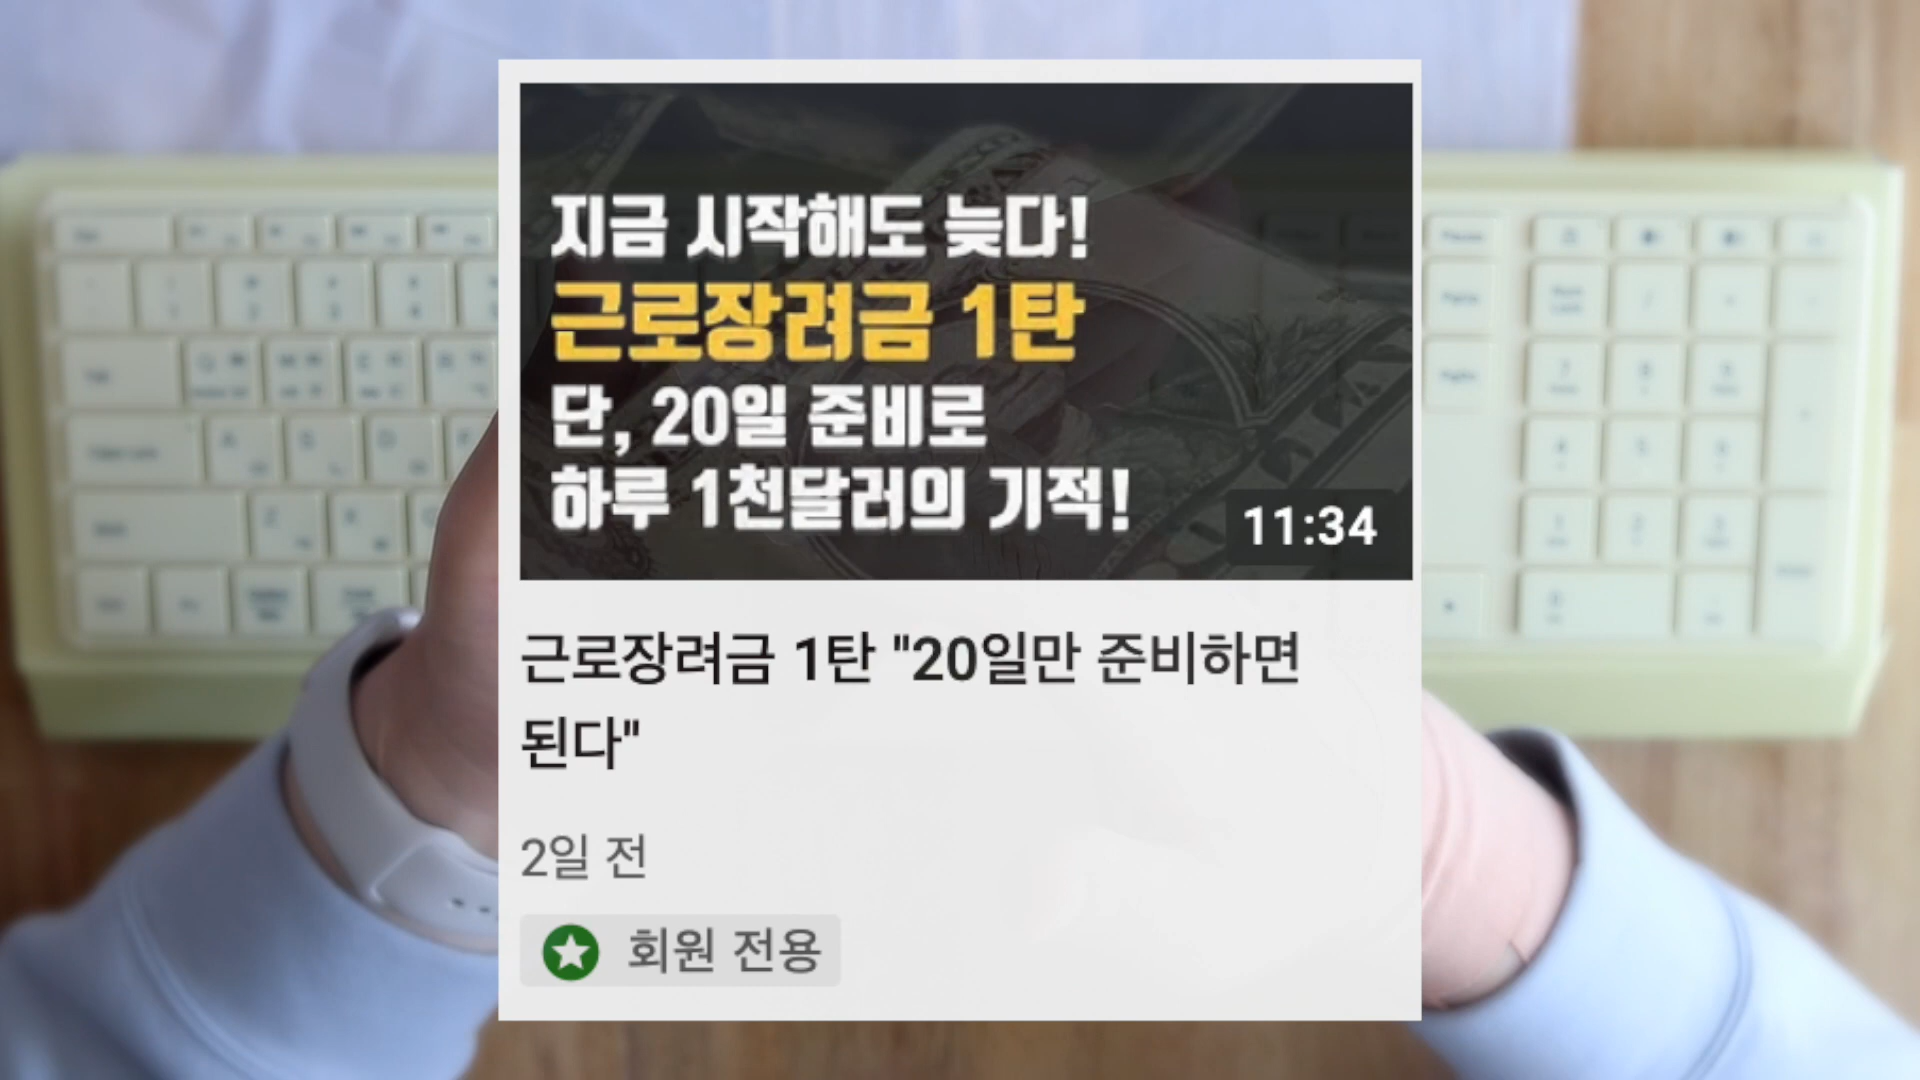 지금 시작해도 늦다!
근로장려금 1탄
단, 20일 준비로
하루 1천달러의 기적!
11:34
근로장려금 1탄 "20일만 준비하면
된다"
2일 전
회원 전용